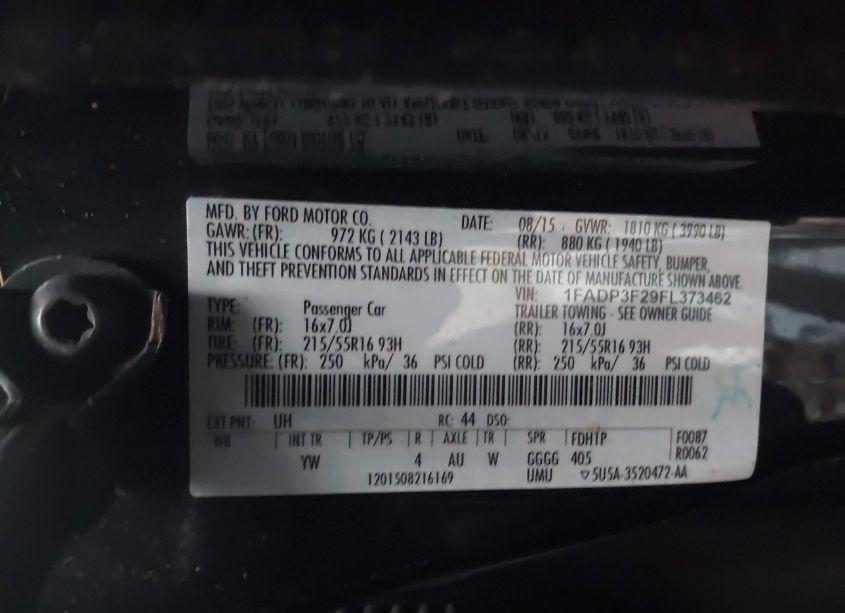 MFD. BY FORD MOTOR CO. DATE: 08/15 GVWR: 1810 KG ( 3990 LB)
GAWR: (FR): 972 KG ( 2143 LB) (RR): 880 KG ( 1940 LB)
THIS VEHICLE CONFORMS TO ALL APPLICABLE FEDERAL MOTOR VEHICLE SAFETY, BUMPER,
AND THEFT PREVENTION STANDARDS IN EFFECT ON THE DATE OF MANUFACTURE SHOWN ABOVE.
VIN: 1FADP3F29FL373462
TYPE: Passenger Car TRAILER TOWING - SEE OWNER GUIDE
RIM: (FR): 16x7.0J (RR): 16x7.0J
TIRE: (FR): 215/55R16 93H (RR): 215/55R16 93H
PRESSURE: (FR): 250 kPa/ 36 PSI COLD (RR): 250 kPa/ 36 PSI COLD
EXT PNT: UH RC: 44 DSO:
WB INT TR TP/PS R AXLE TR SPR FDHTP F0087
YW 4 AU W GGGG 405 R0062
1201508216169 UMU ▽5U5A-3520472-AA